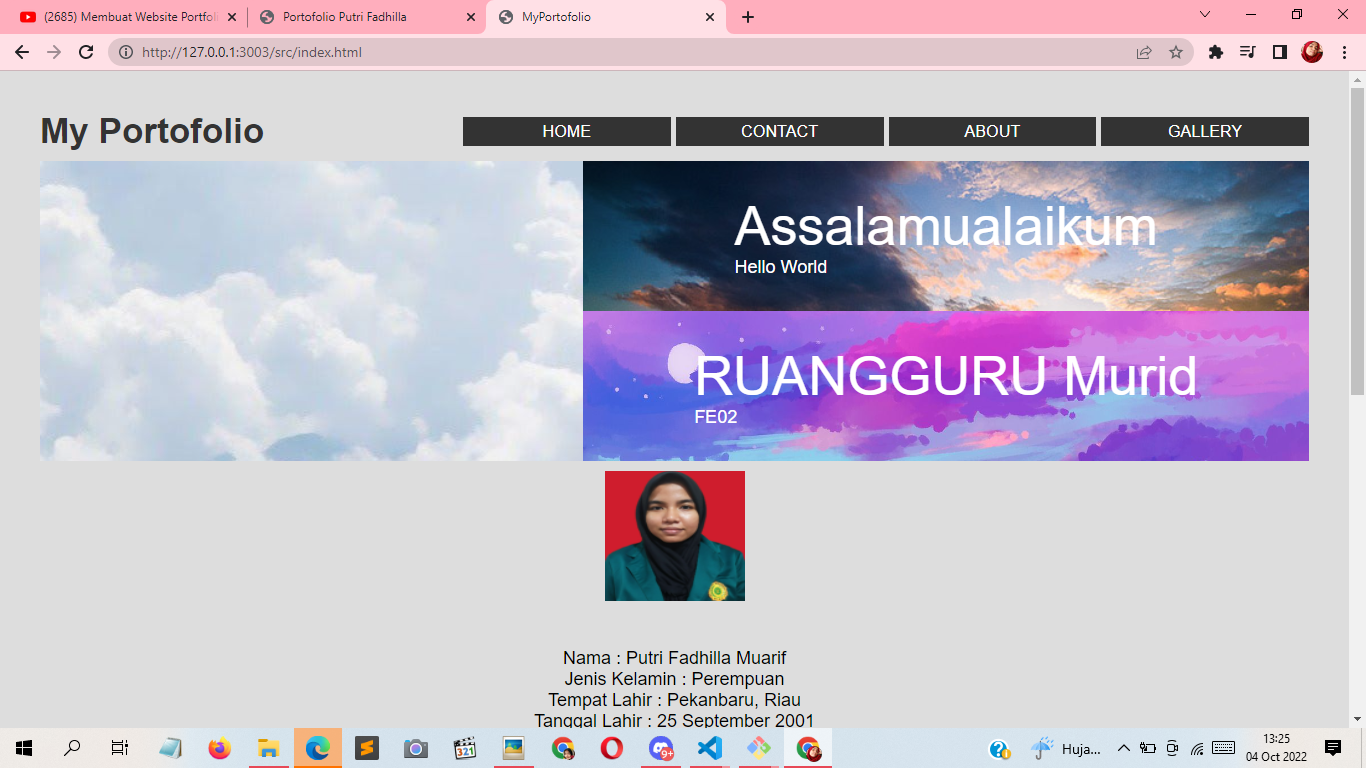 (2685) Membuat Website Portfol
Portofolio Putri Fadhilla
MyPortofolio
http://127.0.0.1:3003/src/index.html
My Portofolio
HOME
CONTACT
ABOUT
GALLERY
Assalamualaikum
Hello World
RUANGGURU Murid
FE02
Nama : Putri Fadhilla Muarif
Jenis Kelamin : Perempuan
Tempat Lahir : Pekanbaru, Riau
Tanggal Lahir : 25 September 2001
321
9+
Huja...
13:25
04 Oct 2022